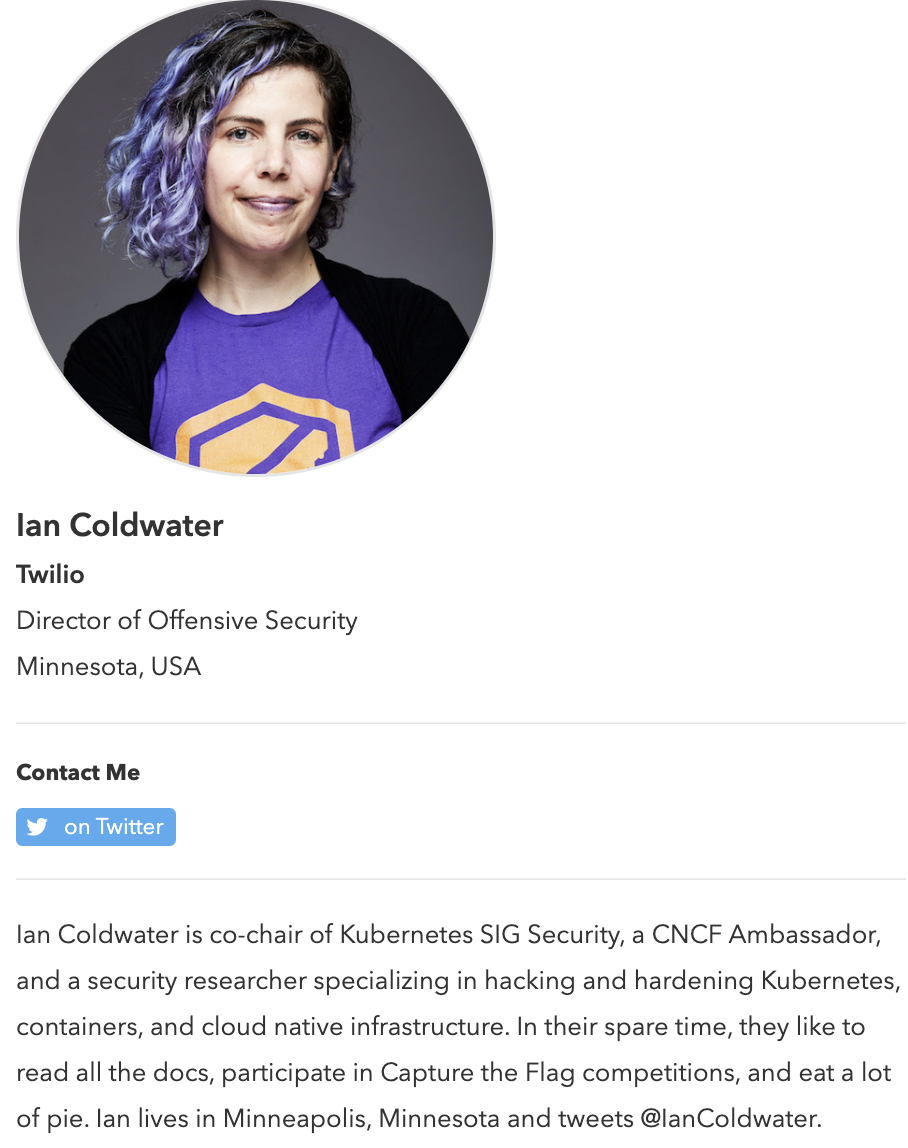 Ian Coldwater
Twilio
Director of Offensive Security
Minnesota, USA
Contact Me
on Twitter
Ian Coldwater is co-chair of Kubernetes SIG Security, a CNCF Ambassador,
and a security researcher specializing in hacking and hardening Kubernetes,
containers, and cloud native infrastructure. In their spare time, they like to
read all the docs, participate in Capture the Flag competitions, and eat a lot
of pie. Ian lives in Minneapolis, Minnesota and tweets @IanColdwater.